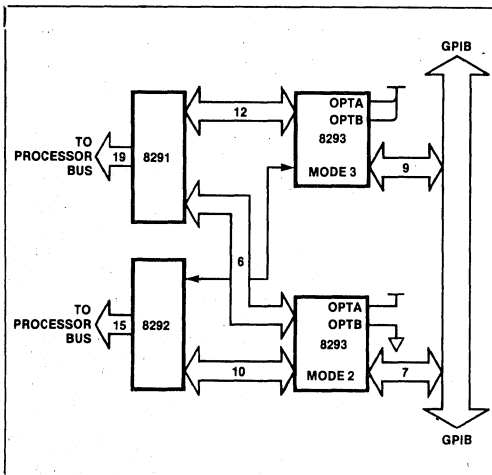 GPIB
OPTA
OPTB
12
8291
8293
TO
PROCESSOR
BUS
19
MODE 3
9
6
OPTA
OPTB
TO
PROCESSOR
BUS
15
8292
8293
10
MODE 2
7
GPIB